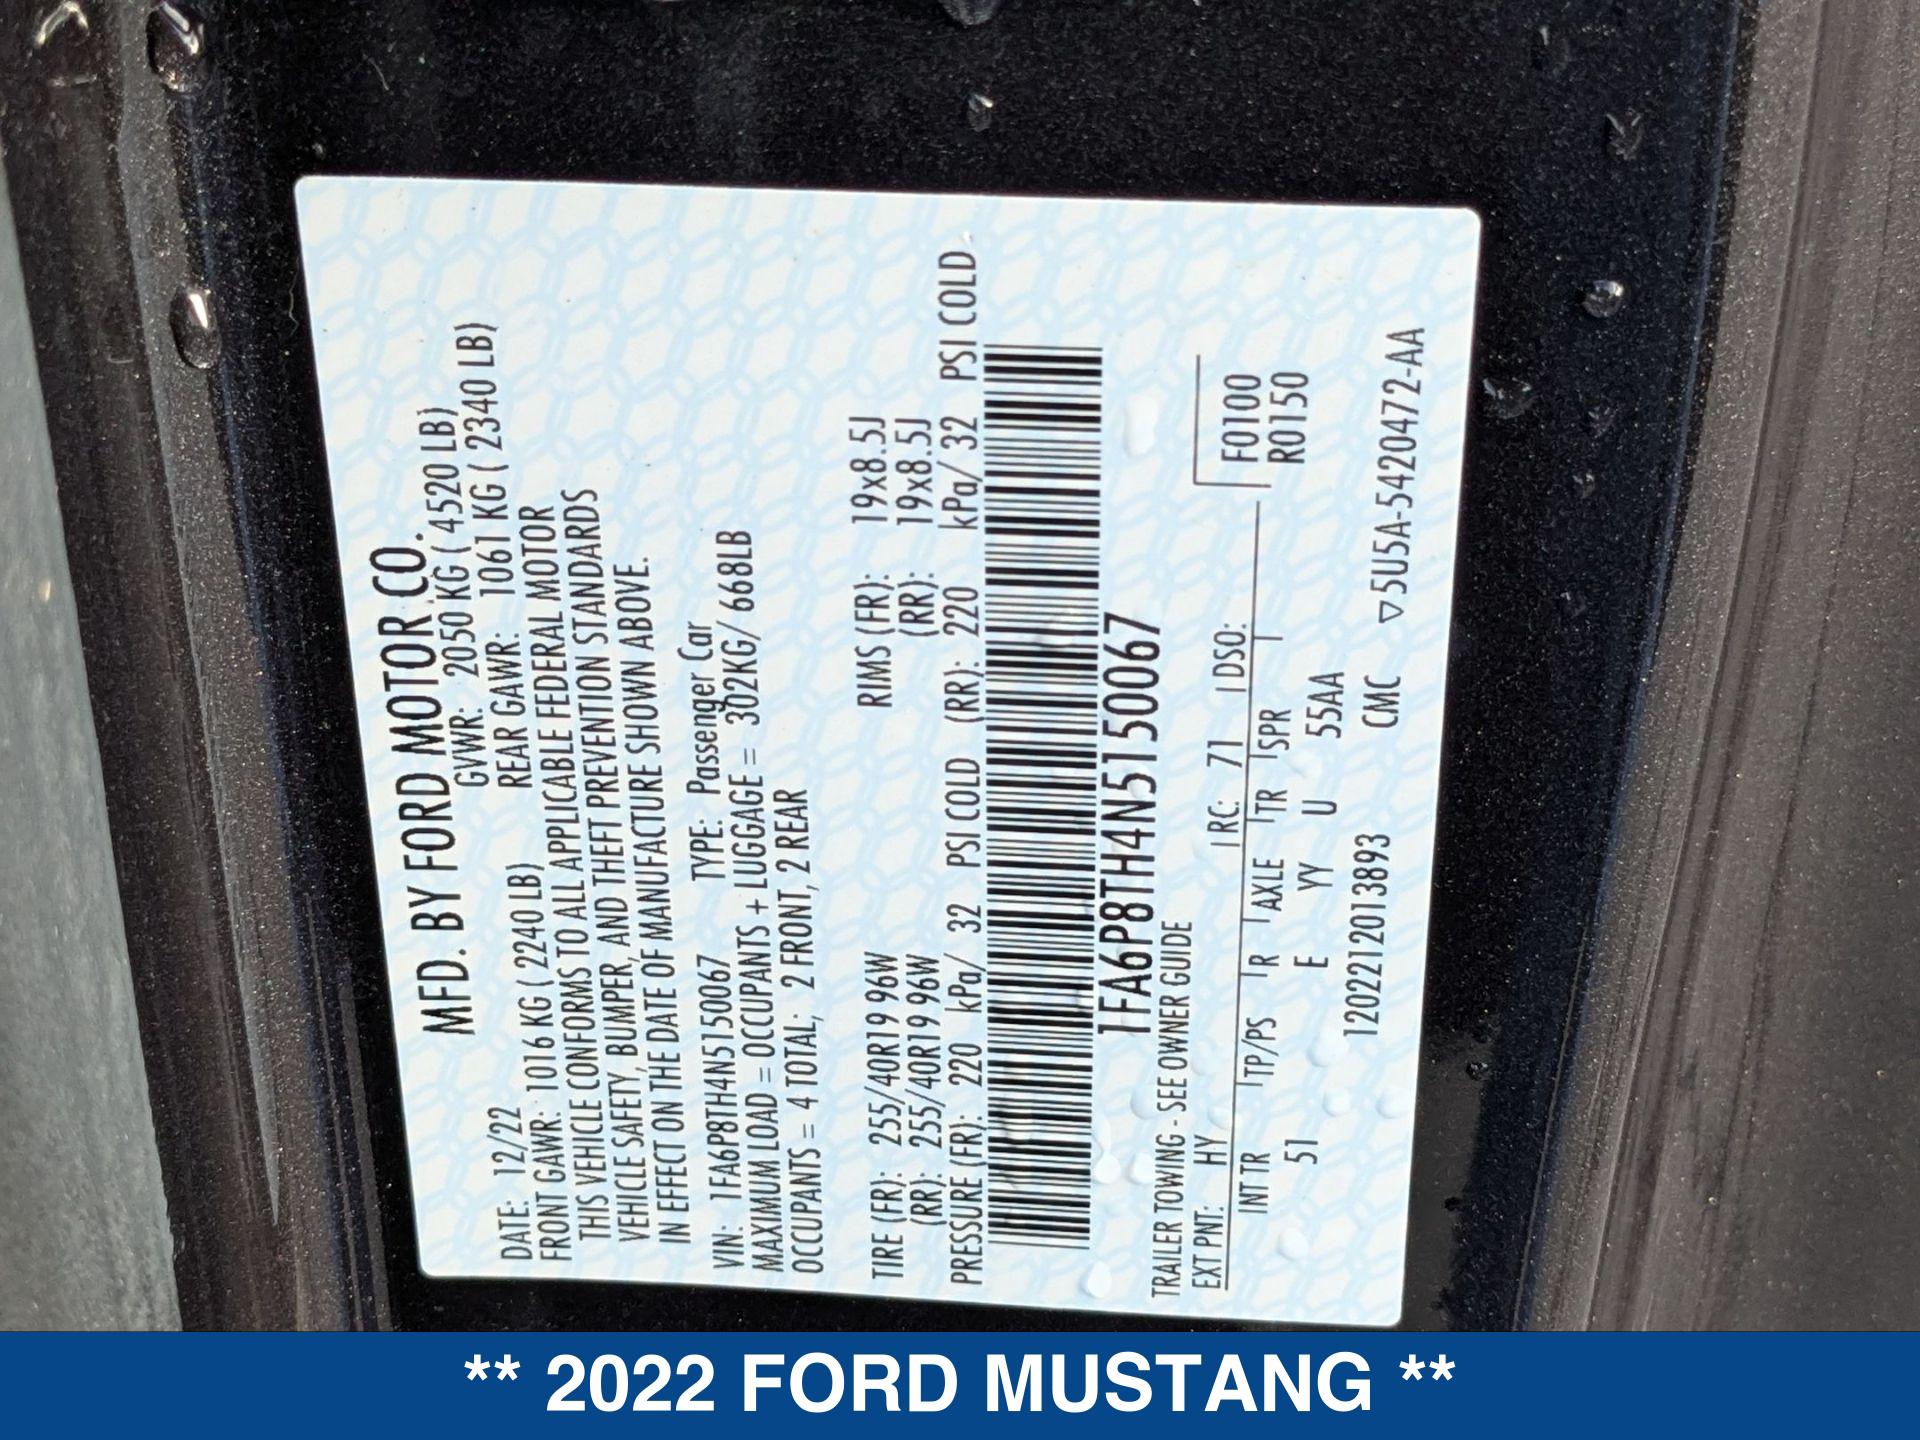 MFD. BY FORD MOTOR CO.
DATE: 12/22 GVWR: 2050 KG ( 4520 LB)
FRONT GAWR: 1016 KG ( 2240 LB) REAR GAWR: 1061 KG ( 2340 LB)
THIS VEHICLE CONFORMS TO ALL APPLICABLE FEDERAL MOTOR
VEHICLE SAFETY, BUMPER, AND THEFT PREVENTION STANDARDS
IN EFFECT ON THE DATE OF MANUFACTURE SHOWN ABOVE.
VIN: 1FA6P8TH4N5150067 TYPE: Passenger Car
MAXIMUM LOAD = OCCUPANTS + LUGGAGE = 302KG/ 668LB
OCCUPANTS = 4 TOTAL; 2 FRONT, 2 REAR
TIRE (FR): 255/40R19 96W RIMS (FR): 19x8.5J
(RR): 255/40R19 96W (RR): 19x8.5J
PRESSURE (FR): 220 kPa/ 32 PSI COLD (RR): 220 kPa/ 32 PSI COLD
1FA6P8TH4N5150067
TRAILER TOWING - SEE OWNER GUIDE
EXT PNT: HY RC: 71 DSO: F0100
INT TR TP/PS R AXLE TR SPR R0150
51 E YY U 55AA
120221201 3893 CMC ▽5U5A-5420472-AA
** 2022 FORD MUSTANG **